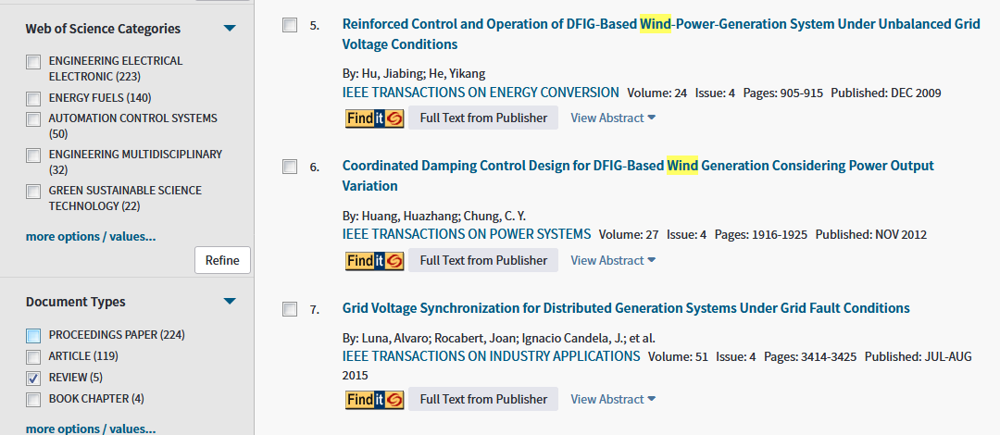 Web of Science Categories
ENGINEERING ELECTRICAL
ELECTRONIC (223)
ENERGY FUELS (140)
AUTOMATION CONTROL SYSTEMS
(50)
ENGINEERING MULTIDISCIPLINARY
(32)
GREEN SUSTAINABLE SCIENCE
TECHNOLOGY (22)
more options / values...
Refine
Document Types
PROCEEDINGS PAPER (224)
ARTICLE (119)
REVIEW (5)
BOOK CHAPTER (4)
more options / values...
5. Reinforced Control and Operation of DFIG-Based Wind-Power-Generation System Under Unbalanced Grid
Voltage Conditions
By: Hu, Jiabing; He, Yikang
IEEE TRANSACTIONS ON ENERGY CONVERSION Volume: 24 Issue: 4 Pages: 905-915 Published: DEC 2009
Find it Full Text from Publisher View Abstract
6. Coordinated Damping Control Design for DFIG-Based Wind Generation Considering Power Output
Variation
By: Huang, Huazhang; Chung, C. Y.
IEEE TRANSACTIONS ON POWER SYSTEMS Volume: 27 Issue: 4 Pages: 1916-1925 Published: NOV 2012
Find it Full Text from Publisher View Abstract
7. Grid Voltage Synchronization for Distributed Generation Systems Under Grid Fault Conditions
By: Luna, Alvaro; Rocabert, Joan; Ignacio Candela, J.; et al.
IEEE TRANSACTIONS ON INDUSTRY APPLICATIONS Volume: 51 Issue: 4 Pages: 3414-3425 Published: JUL-AUG
2015
Find it Full Text from Publisher View Abstract